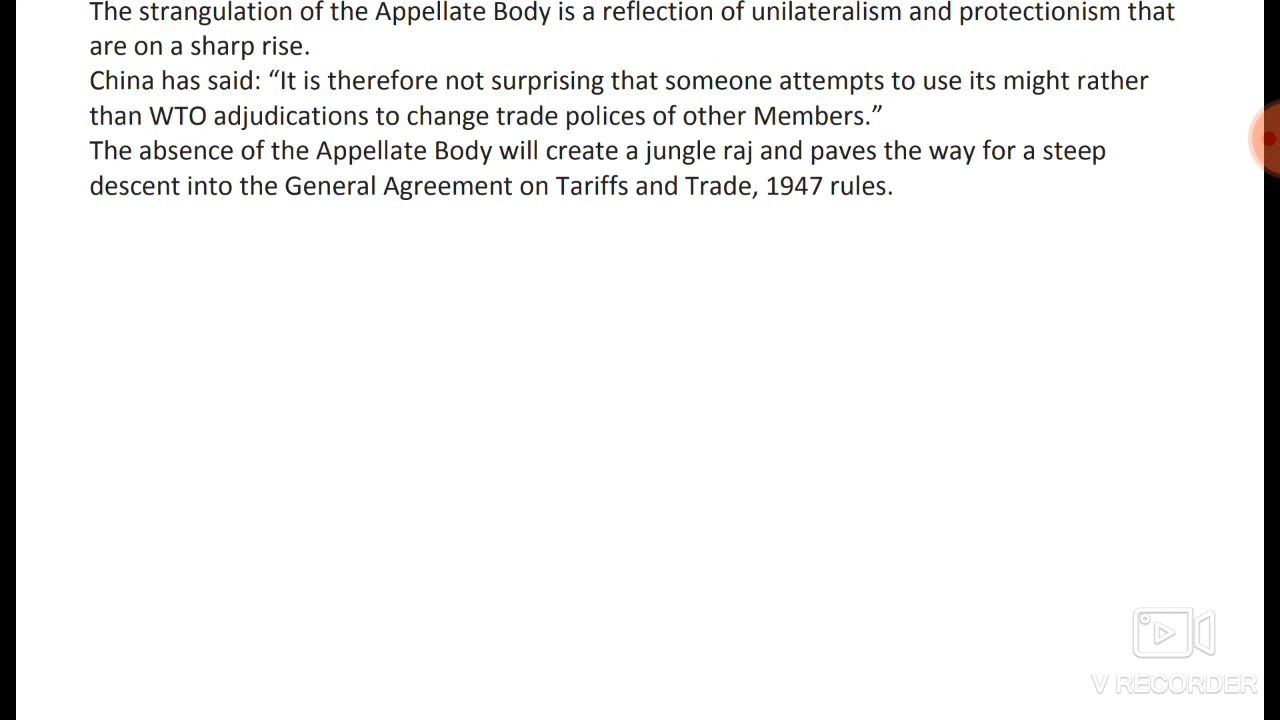 The strangulation of the Appellate Body is a reflection of unilateralism and protectionism that
are on a sharp rise.
China has said: “It is therefore not surprising that someone attempts to use its might rather
than WTO adjudications to change trade polices of other Members.”
The absence of the Appellate Body will create a jungle raj and paves the way for a steep
descent into the General Agreement on Tariffs and Trade, 1947 rules.
V RECORDER